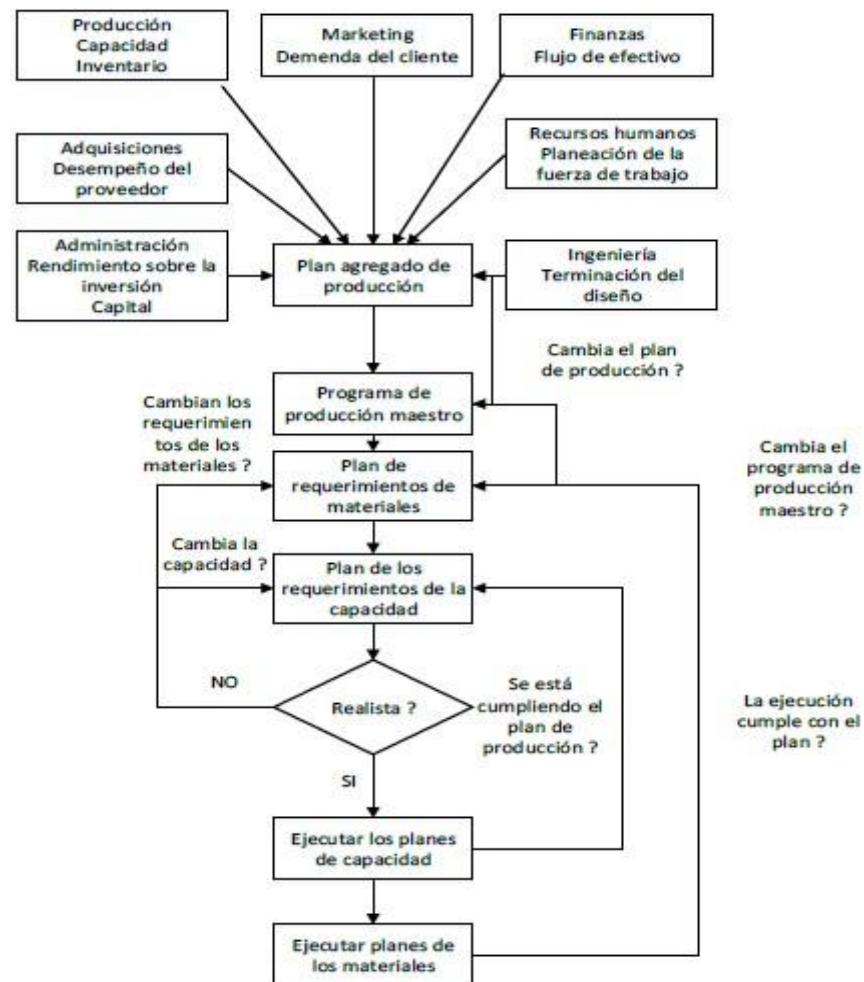 Producción
Capacidad
Inventario
Marketing
Demenda del cliente
Finanzas
Flujo de efectivo
Adquisiciones
Desempeño del
proveedor
Recursos humanos
Planeación de la
fuerza de trabajo
Administración
Rendimiento sobre la
inversión
Capital
Plan agregado de
producción
Ingeniería
Terminación del
diseño
Cambia el plan
de producción ?
Programa de
producción maestro
Cambian los
requerimien
tos de los
materiales ?
Plan de
requerimientos de
materiales
Cambia el
programa de
producción
maestro ?
Cambia la
capacidad ?
Plan de los
requerimientos de la
capacidad
NO
Realista ?
Se está
cumpliendo el
plan de
producción ?
La ejecución
cumple con el
plan ?
SI
Ejecutar los planes
de capacidad
Ejecutar planes de
los materiales